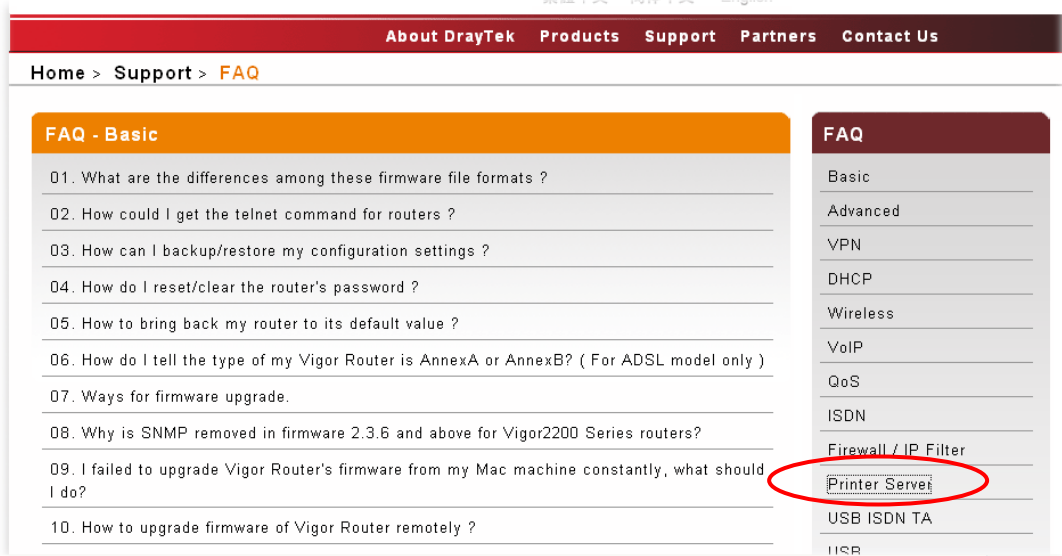 English
About DrayTek Products Support Partners Contact Us
Home > Support > FAQ
FAQ - Basic
01. What are the differences among these firmware file formats ?
02. How could I get the telnet command for routers ?
03. How can I backup/restore my configuration settings ?
04. How do I reset/clear the router's password ?
05. How to bring back my router to its default value ?
06. How do I tell the type of my Vigor Router is AnnexA or AnnexB? ( For ADSL model only )
07. Ways for firmware upgrade.
08. Why is SNMP removed in firmware 2.3.6 and above for Vigor2200 Series routers?
09. I failed to upgrade Vigor Router's firmware from my Mac machine constantly, what should
I do?
10. How to upgrade firmware of Vigor Router remotely ?
FAQ
Basic
Advanced
VPN
DHCP
Wireless
VoIP
QoS
ISDN
Firewall / IP Filter
Printer Server
USB ISDN TA
USB